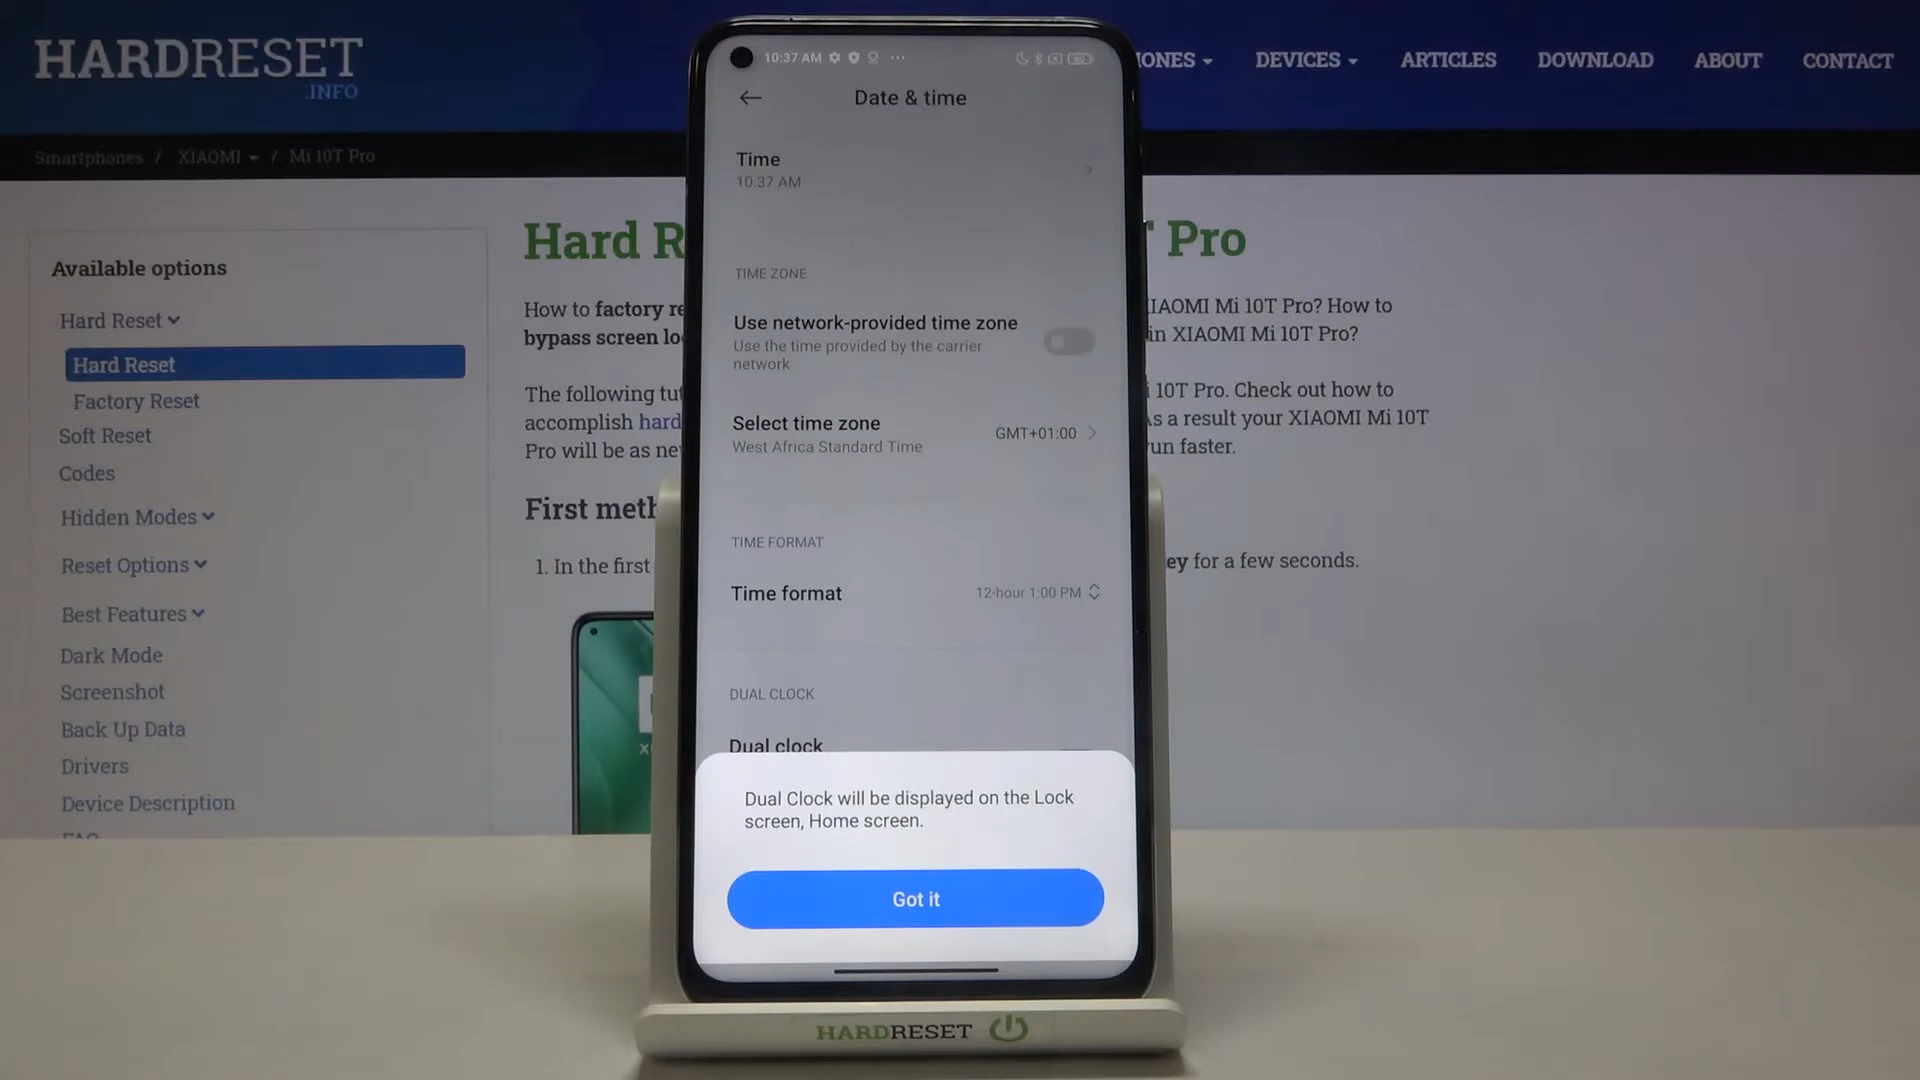 HARDRESET
.INFO
IONES
DEVICES
ARTICLES
DOWNLOAD
ABOUT
CONTACT
Smartphones / XIAOMI / Mi 10T Pro
Available options
Hard Reset
Hard Reset
Factory Reset
Soft Reset
Codes
Hidden Modes
Reset Options
Best Features
Dark Mode
Screenshot
Back Up Data
Drivers
Device Description
FAQ
Hard R
Pro
How to factory re
IAOMI Mi 10T Pro? How to
bypass screen lo
in XIAOMI Mi 10T Pro?
The following tut
i 10T Pro. Check out how to
accomplish hard
As a result your XIAOMI Mi 10T
Pro will be as ne
un faster.
First meth
1. In the first
ey for a few seconds.
10:37 AM
Date & time
Time
10:37 AM
TIME ZONE
Use network-provided time zone
Use the time provided by the carrier
network
Select time zone
GMT+01:00
West Africa Standard Time
TIME FORMAT
Time format
12-hour 1:00 PM
DUAL CLOCK
Dual clock
Dual Clock will be displayed on the Lock
screen, Home screen.
Got it
HARDRESET